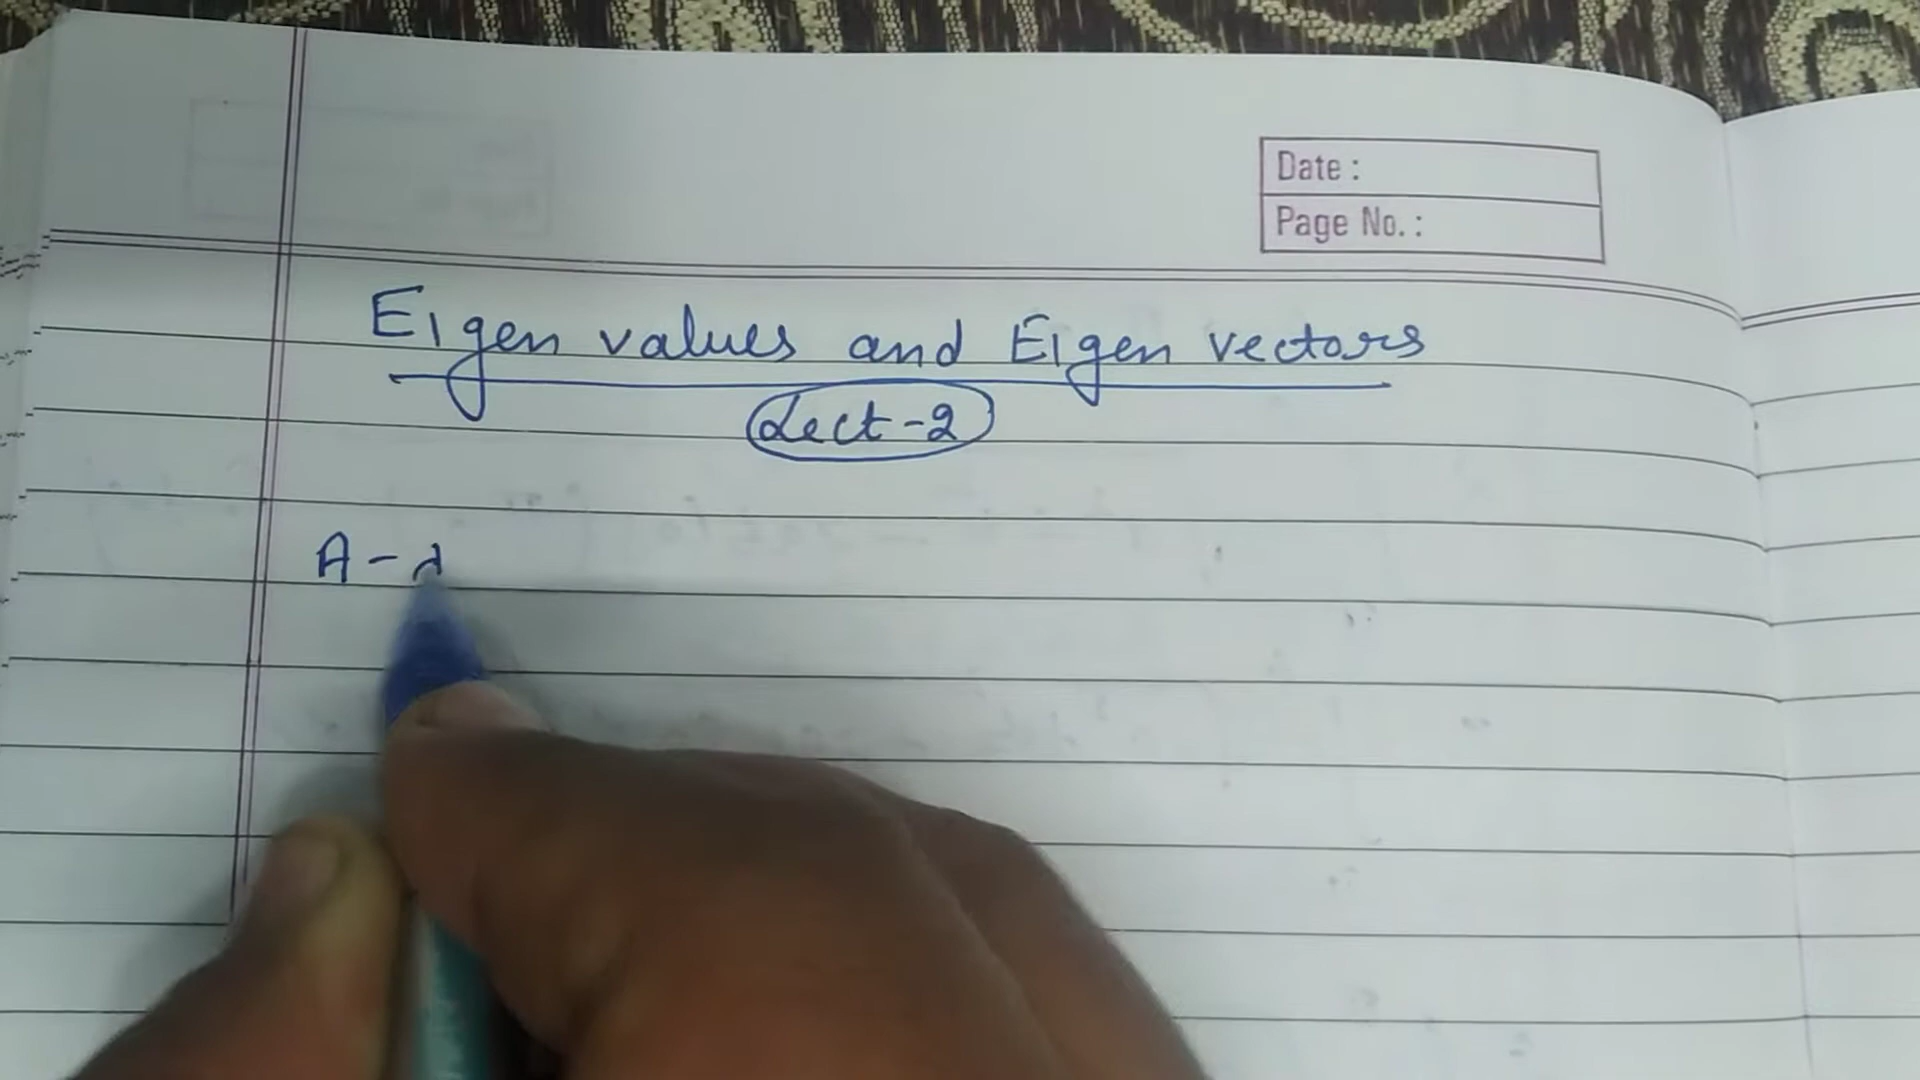 Date :
Page No. :
Eigen values and Eigen vectors
Lect-2
A - λ